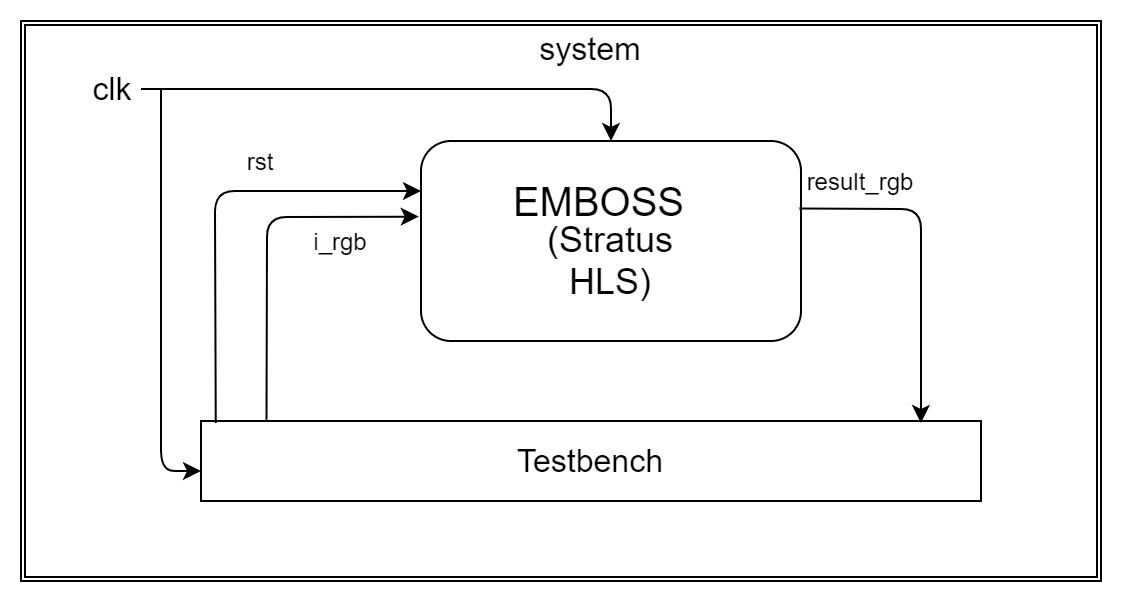 system
clk
rst
result_rgb
EMBOSS
(Stratus
HLS)
i_rgb
Testbench